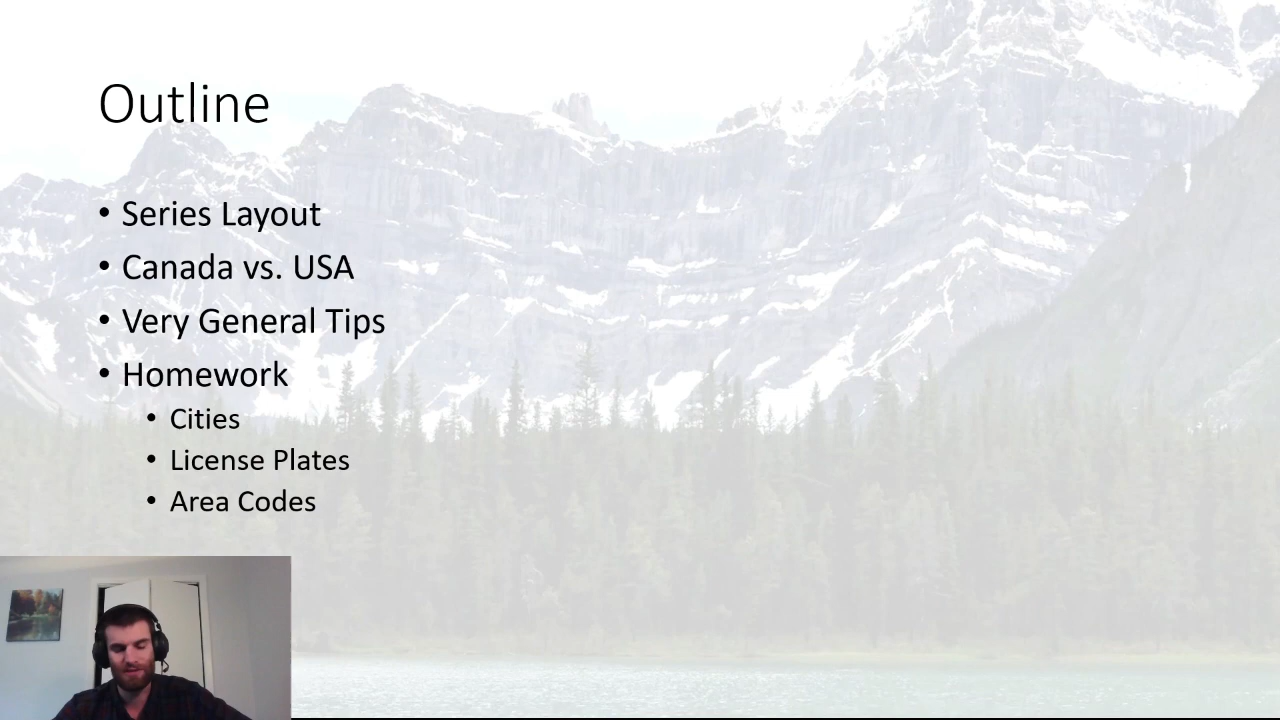 Outline
• Series Layout
• Canada vs. USA
• Very General Tips
• Homework
• Cities
• License Plates
• Area Codes